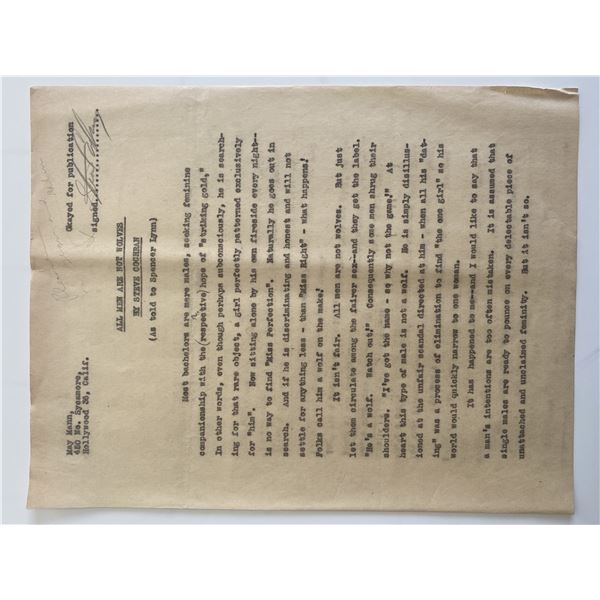 May Mann,
450 No. Sycamore,
Hollywood 36, Calif.
Okayed for publication
signed
ALL MEN ARE NOT WOLVES
BY STEVE COCHRAN
(As told to Spencer Lynn)
Most bachelors are mere males, seeking feminine
companionship with the (respective) hope of "striking gold,"
In other words, even though perhaps subconsciously, he is search-
ing for that rare object, a girl perfectly patterned exclusively
for "him". Now sitting alone by his own fireside every night--
is no way to find "Miss Perfection". Naturally he goes out in
search. And if he is discriminating and honest and will not
settle for anything less - than "Miss Right" - what happens!
Folks call him a wolf on the make!
It isn't fair. All men are not wolves. But just
let them circulate among the fairer sex--and they get the label.
"He's a wolf. Watch out!" Consequently some men shrug their
shoulders. "I've got the name - so why not the game!" At
heart this type of male is not a wolf. He is simply disillus-
ioned at the unfair scandal directed at him - when all his "dat-
ing" was a process of elimination to find "the one girl" so his
world would quickly narrow to one woman.
It has happened to me--and I would like to say that
a man's intentions are too often mistaken. It is assumed that
single males are ready to pounce on every delectable piece of
unattached and unclaimed feminity. But it isn't so.